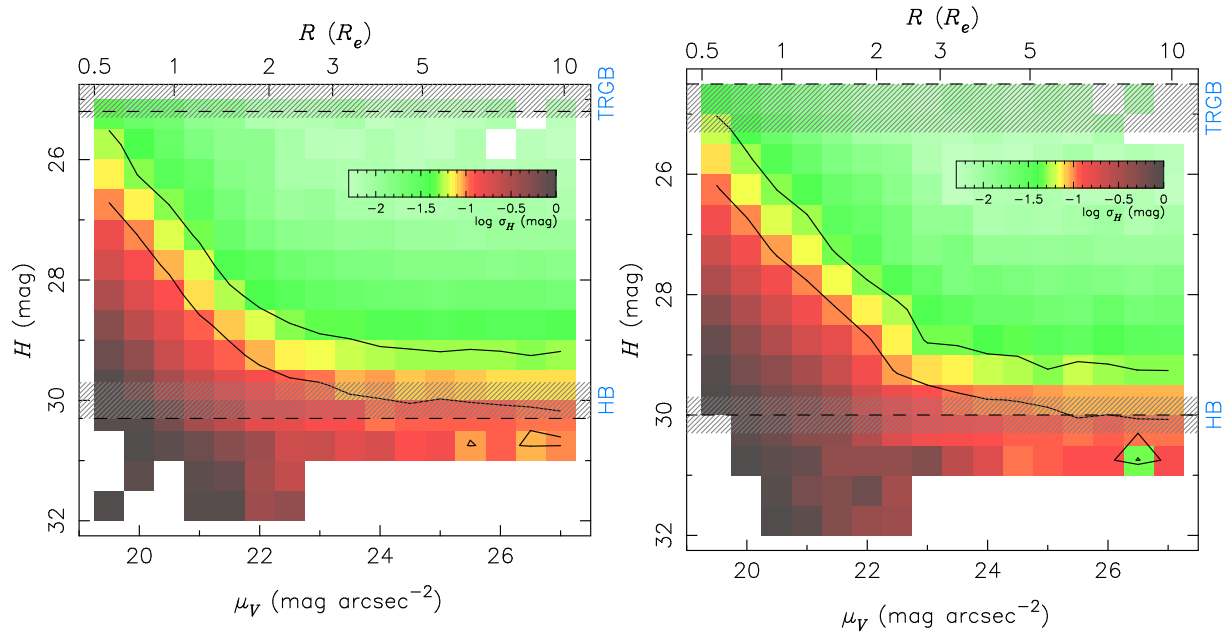 R (Rₑ)
0.5 1 2 3 5 10
TRGB
26
−2 −1.5 −1 −0.5 0
log σ_H (mag)
28
H (mag)
30
HB
32
20 22 24 26
μ_V (mag arcsec⁻²)
R (Rₑ)
0.5 1 2 3 5 10
TRGB
26
−2 −1.5 −1 −0.5 0
log σ_H (mag)
28
H (mag)
30
HB
32
20 22 24 26
μ_V (mag arcsec⁻²)